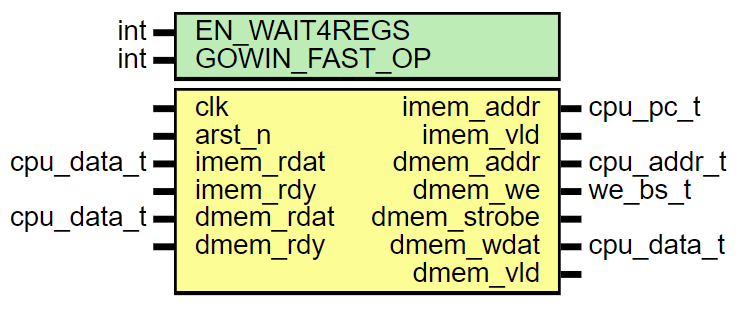 int EN_WAIT4REGS
int GOWIN_FAST_OP
clk imem_addr cpu_pc_t
arst_n imem_vld
cpu_data_t imem_rdat dmem_addr cpu_addr_t
imem_rdy dmem_we we_bs_t
cpu_data_t dmem_rdat dmem_strobe
dmem_rdy dmem_wdat cpu_data_t
dmem_vld